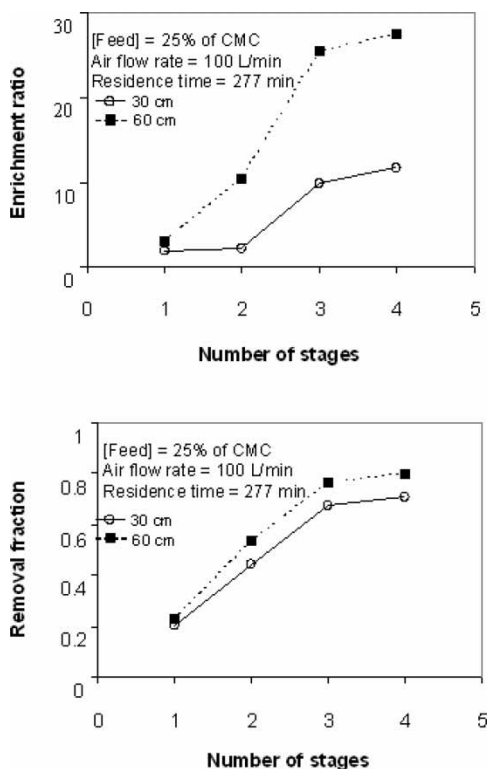 30
20
10
0
Enrichment ratio
[Feed] = 25% of CMC
Air flow rate = 100 L/min
Residence time = 277 min.
30 cm
60 cm
0 1 2 3 4 5
Number of stages
1
0.8
0.6
0.4
0.2
0
Removal fraction
[Feed] = 25% of CMC
Air flow rate = 100 L/min
Residence time = 277 min.
30 cm
60 cm
0 1 2 3 4 5
Number of stages